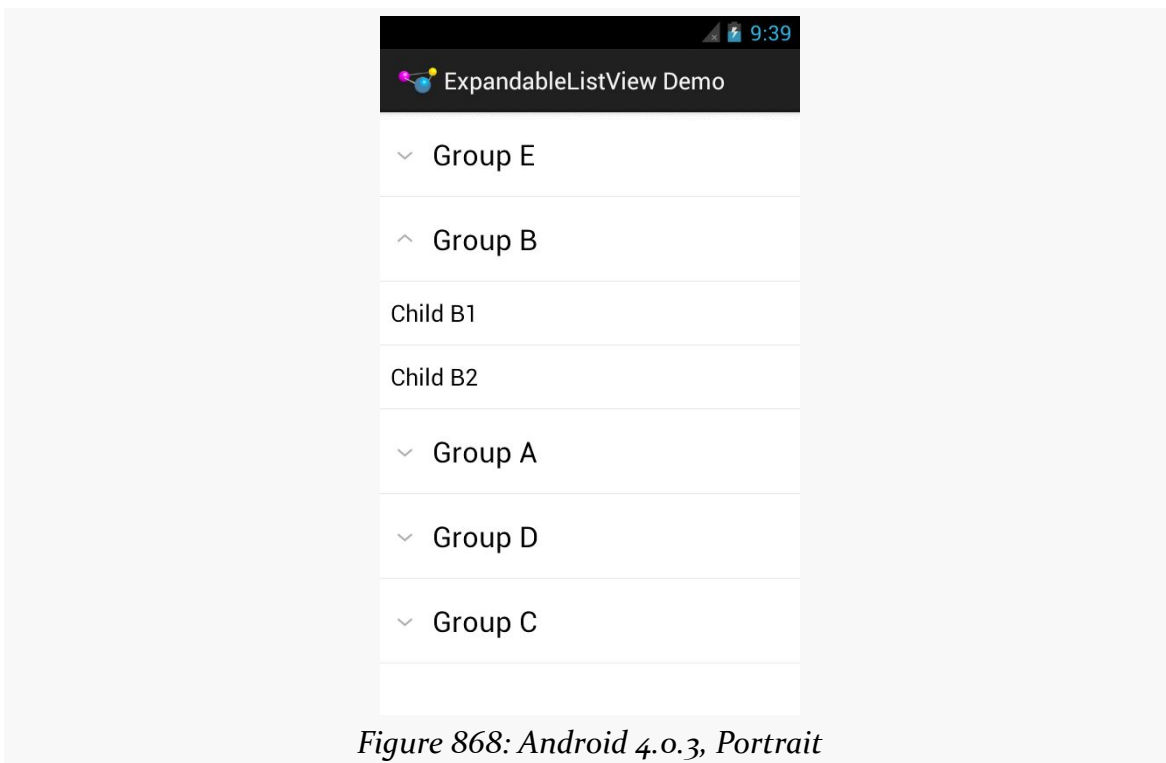 9:39
ExpandableListView Demo
Group E
Group B
Child B1
Child B2
Group A
Group D
Group C
Figure 868: Android 4.0.3, Portrait